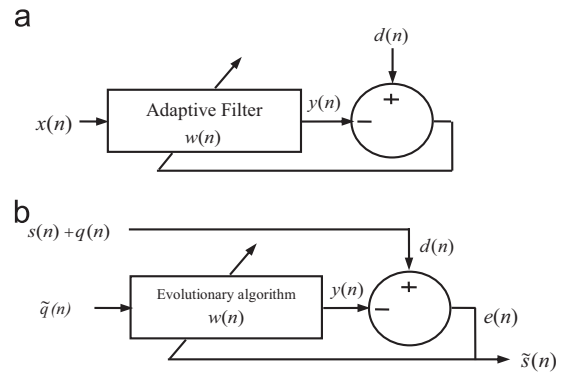 a
d(n)
x(n)
Adaptive Filter
w(n)
y(n)
+
−
b
s(n) +q(n)
d(n)
q̃(n)
Evolutionary algorithm
w(n)
y(n)
+
−
e(n)
s̃(n)